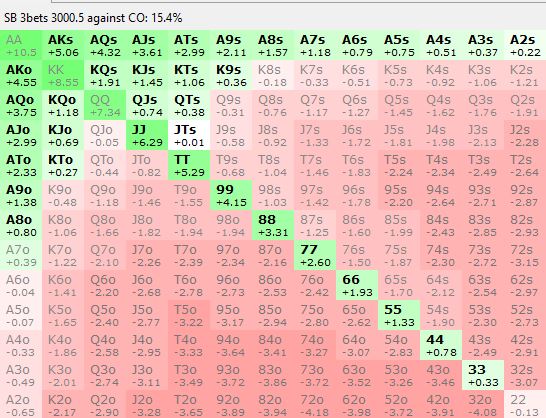 SB 3bets 3000.5 against CO: 15.4%
AA AKs AQs AJs ATs A9s A8s A7s A6s A5s A4s A3s A2s
+10.5 +5.06 +4.32 +3.61 +2.99 +2.11 +1.57 +1.18 +0.79 +0.75 +0.51 +0.37 +0.22
AKo KK KQs KJs KTs K9s K8s K7s K6s K5s K4s K3s K2s
+4.55 +8.55 +1.91 +1.45 +1.06 +0.36 -0.18 -0.33 -0.51 -0.73 -0.92 -1.06 -1.21
AQo KQo QQ QJs QTs Q9s Q8s Q7s Q6s Q5s Q4s Q3s Q2s
+3.75 +1.18 +7.34 +0.74 +0.38 -0.31 -0.76 -1.17 -1.27 -1.45 -1.62 -1.76 -1.91
AJo KJo QJo JJ JTs J9s J8s J7s J6s J5s J4s J3s J2s
+2.99 +0.69 -0.05 +6.29 +0.01 -0.58 -0.92 -1.33 -1.72 -1.81 -1.98 -2.13 -2.28
ATo KTo QTo JTo TT T9s T8s T7s T6s T5s T4s T3s T2s
+2.33 +0.27 -0.44 -0.82 +5.29 -0.68 -1.04 -1.46 -1.83 -2.24 -2.34 -2.49 -2.64
A9o K9o Q9o J9o T9o 99 98s 97s 96s 95s 94s 93s 92s
+1.38 -0.48 -1.18 -1.46 -1.55 +4.15 -1.03 -1.42 -1.78 -2.20 -2.64 -2.71 -2.87
A8o K8o Q8o J8o T8o 98o 88 87s 86s 85s 84s 83s 82s
+0.80 -1.06 -1.66 -1.82 -1.94 -1.94 +3.31 -1.25 -1.60 -1.99 -2.43 -2.85 -2.93
A7o K7o Q7o J7o T7o 97o 87o 77 76s 75s 74s 73s 72s
+0.39 -1.22 -2.10 -2.26 -2.39 -2.34 -2.16 +2.60 -1.50 -1.87 -2.30 -2.72 -3.15
A6o K6o Q6o J6o T6o 96o 86o 76o 66 65s 64s 63s 62s
-0.04 -1.41 -2.20 -2.68 -2.78 -2.73 -2.53 -2.42 +1.93 -1.70 -2.12 -2.54 -2.97
A5o K5o Q5o J5o T5o 95o 85o 75o 65o 55 54s 53s 52s
-0.07 -1.65 -2.40 -2.77 -3.22 -3.17 -2.94 -2.80 -2.62 +1.33 -1.90 -2.30 -2.73
A4o K4o Q4o J4o T4o 94o 84o 74o 64o 54o 44 43s 42s
-0.33 -1.86 -2.58 -2.95 -3.33 -3.64 -3.41 -3.27 -3.07 -2.83 +0.78 -2.49 -2.91
A3o K3o Q3o J3o T3o 93o 83o 73o 63o 53o 43o 33 32s
-0.49 -2.01 -2.74 -3.11 -3.49 -3.72 -3.86 -3.72 -3.52 -3.26 -3.46 +0.33 -3.07
A2o K2o Q2o J2o T2o 92o 82o 72o 62o 52o 42o 32o 22
-0.65 -2.17 -2.90 -3.28 -3.65 -3.89 -3.94 -4.18 -3.98 -3.72 -3.91 -4.08 -0.13